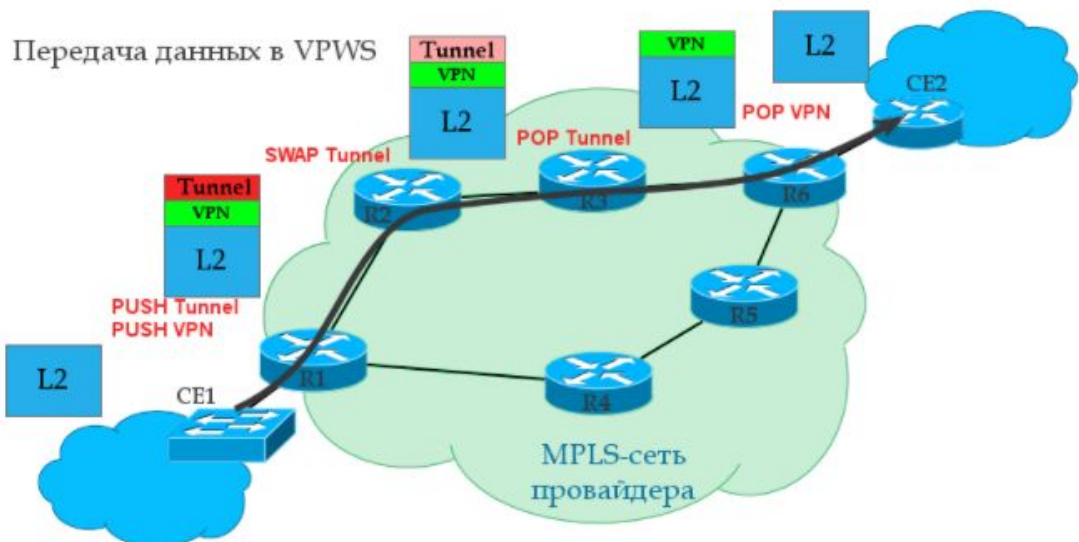 Передача данных в VPWS
Tunnel
VPN
L2
VPN
L2
L2
CE2
POP VPN
SWAP Tunnel
POP Tunnel
R2
R3
R6
Tunnel
VPN
L2
PUSH Tunnel
PUSH VPN
R5
L2
R1
CE1
R4
MPLS-сеть
провайдера